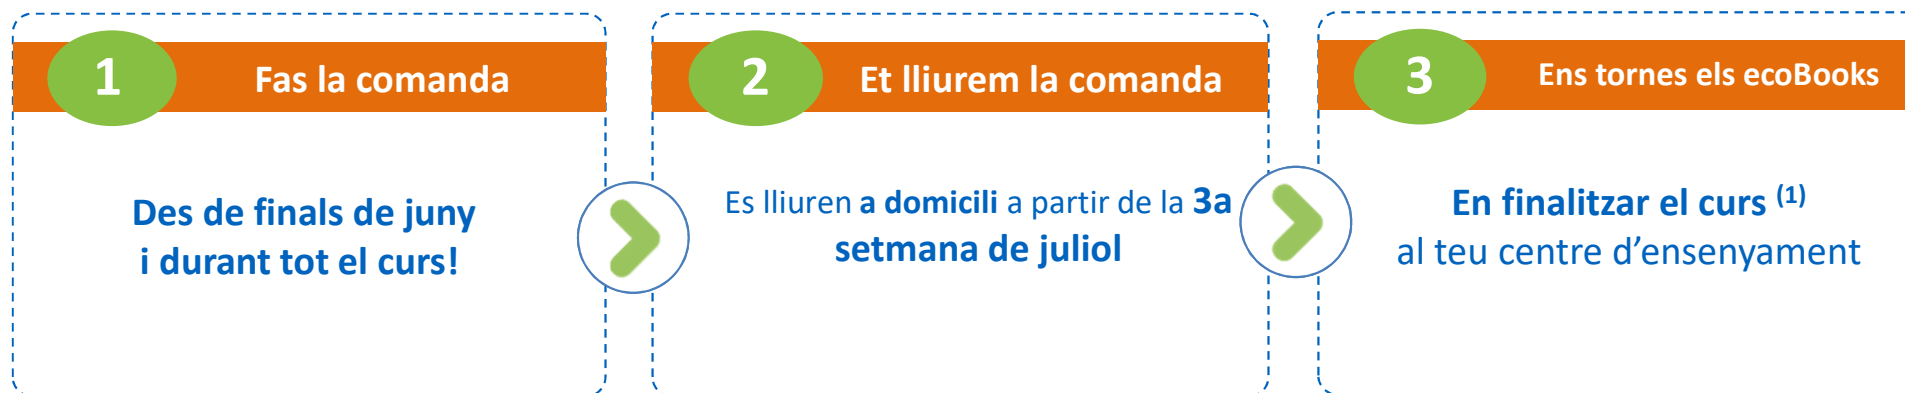 1
Fas la comanda
Des de finals de juny
i durant tot el curs!
2
Et lliurem la comanda
Es lliuren a domicili a partir de la 3a
setmana de juliol
3
Ens tornes els ecoBooks
En finalitzar el curs (1)
al teu centre d'ensenyament